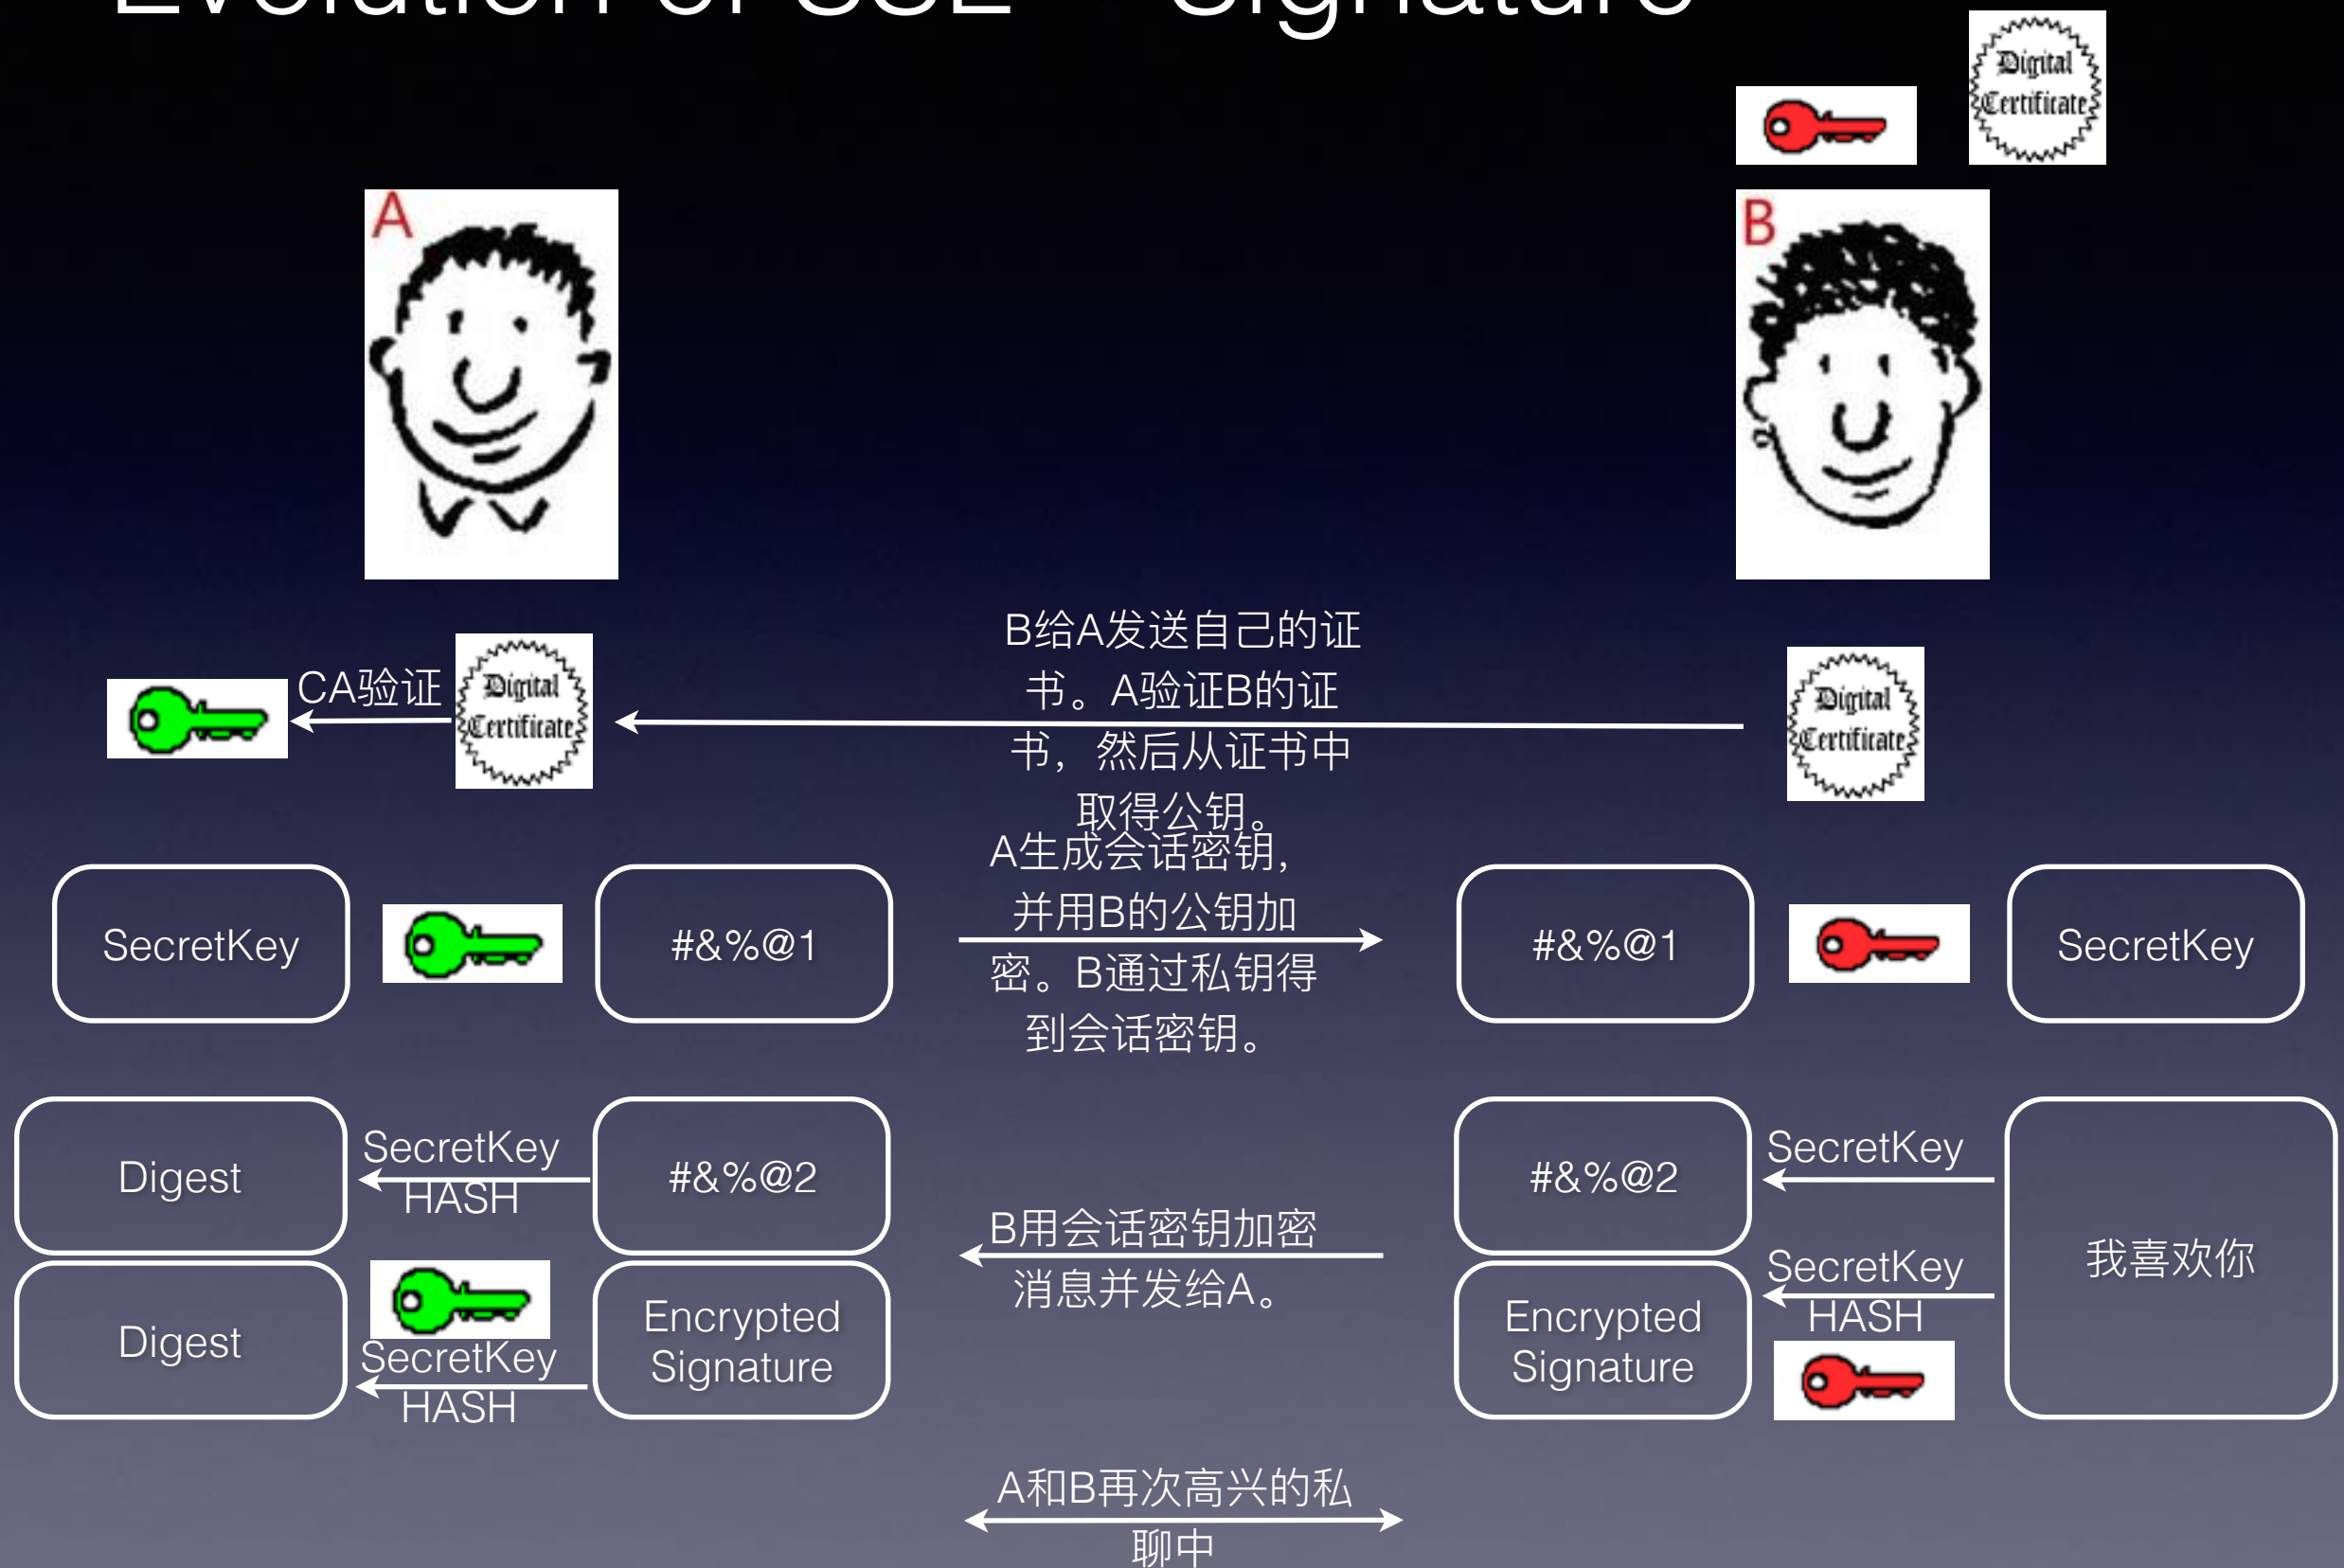 Evolution of SSL - Signature
Digital
Certificate
A
B
B给A发送自己的证
书。A验证B的证
书，然后从证书中
取得公钥。
CA验证
Digital
Certificate
Digital
Certificate
A生成会话密钥，
并用B的公钥加
密。B通过私钥得
到会话密钥。
SecretKey
#&%@1
#&%@1
SecretKey
Digest
SecretKey
HASH
#&%@2
#&%@2
SecretKey
B用会话密钥加密
消息并发给A。
SecretKey
HASH
我喜欢你
Digest
SecretKey
HASH
Encrypted
Signature
Encrypted
Signature
A和B再次高兴的私
聊中